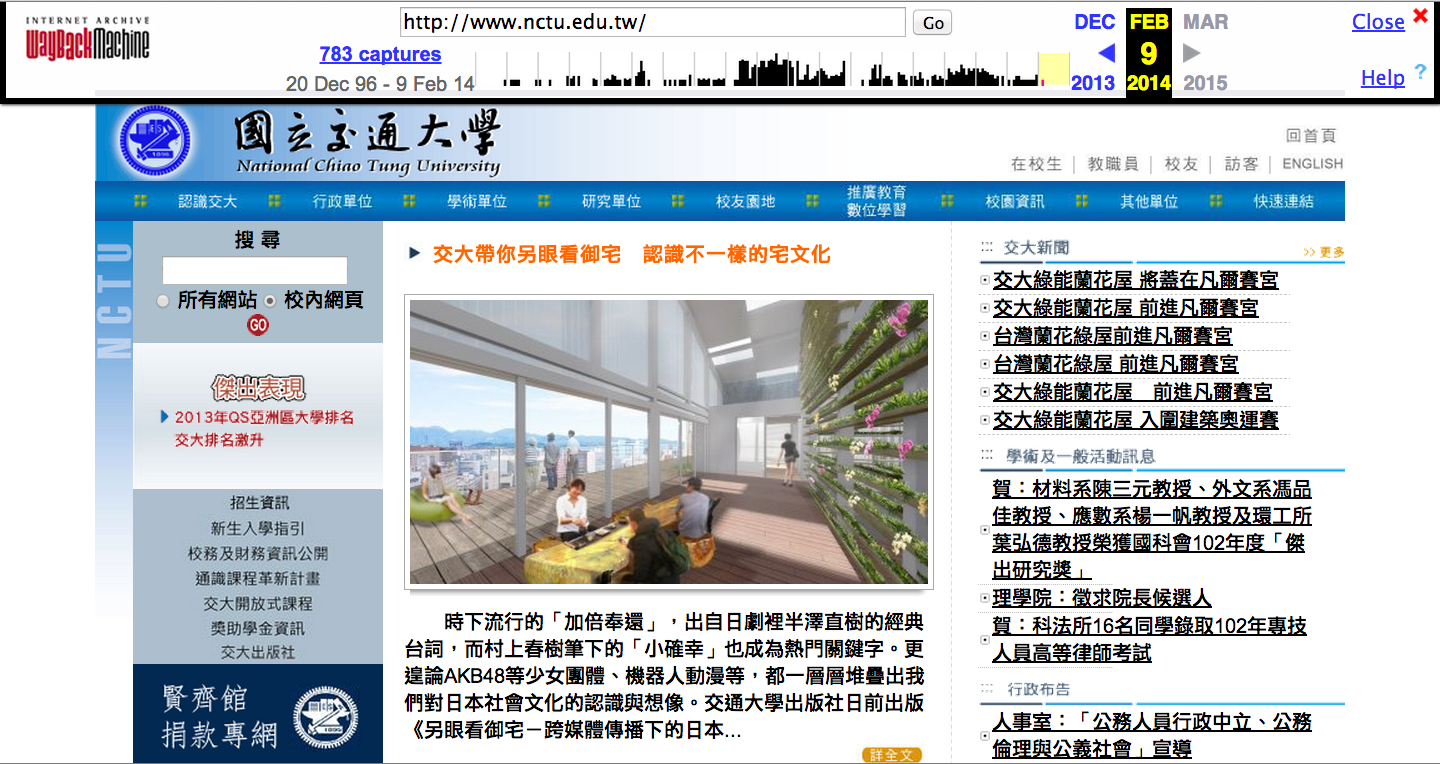 INTERNET ARCHIVE
WayBackMachine
http://www.nctu.edu.tw/
Go
783 captures
20 Dec 96 - 9 Feb 14
DEC
FEB
MAR
9
2013
2014
2015
Close
Help
?
國立交通大學
National Chiao Tung University
1896
回首頁
在校生 | 教職員 | 校友 | 訪客 | ENGLISH
認識交大
行政單位
學術單位
研究單位
校友園地
推廣教育
數位學習
校園資訊
其他單位
快速連結
NCTU
搜 尋
所有網站 校內網頁
GO
傑出表現
2013年QS亞洲區大學排名
交大排名激升
招生資訊
新生入學指引
校務及財務資訊公開
通識課程革新計畫
交大開放式課程
獎助學金資訊
交大出版社
賢齊館
捐款專網
交大帶你另眼看御宅 認識不一樣的宅文化
時下流行的「加倍奉還」，出自日劇裡半澤直樹的經典
台詞，而村上春樹筆下的「小確幸」也成為熱門關鍵字。更
遑論AKB48等少女團體、機器人動漫等，都一層層堆疊出我
們對日本社會文化的認識與想像。交通大學出版社日前出版
《另眼看御宅－跨媒體傳播下的日本...
詳全文
交大新聞
>> 更多
交大綠能蘭花屋 將蓋在凡爾賽宮
交大綠能蘭花屋 前進凡爾賽宮
台灣蘭花綠屋前進凡爾賽宮
台灣蘭花綠屋 前進凡爾賽宮
交大綠能蘭花屋　前進凡爾賽宮
交大綠能蘭花屋 入圍建築奧運賽
學術及一般活動訊息
賀：材料系陳三元教授、外文系馮品
佳教授、應數系楊一帆教授及環工所
葉弘德教授榮獲國科會102年度「傑
出研究獎」
理學院：徵求院長候選人
賀：科法所16名同學錄取102年專技
人員高等律師考試
行政布告
人事室：「公務人員行政中立、公務
倫理與公義社會」宣導